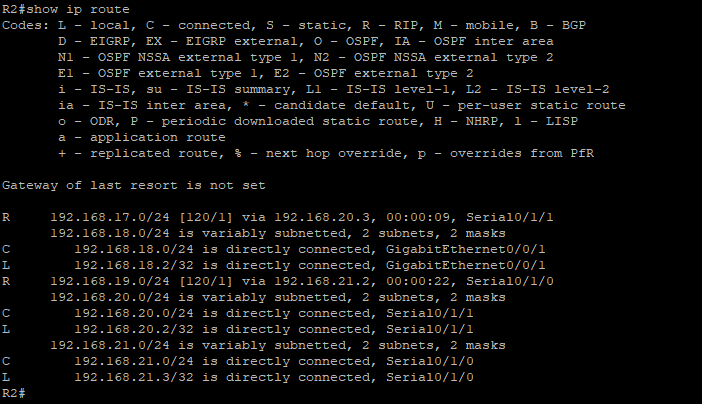 R2#show ip route
Codes: L - local, C - connected, S - static, R - RIP, M - mobile, B - BGP
       D - EIGRP, EX - EIGRP external, O - OSPF, IA - OSPF inter area
       N1 - OSPF NSSA external type 1, N2 - OSPF NSSA external type 2
       E1 - OSPF external type 1, E2 - OSPF external type 2
       i - IS-IS, su - IS-IS summary, L1 - IS-IS level-1, L2 - IS-IS level-2
       ia - IS-IS inter area, * - candidate default, U - per-user static route
       o - ODR, P - periodic downloaded static route, H - NHRP, l - LISP
       a - application route
       + - replicated route, % - next hop override, p - overrides from PfR
Gateway of last resort is not set
R     192.168.17.0/24 [120/1] via 192.168.20.3, 00:00:09, Serial0/1/1
      192.168.18.0/24 is variably subnetted, 2 subnets, 2 masks
C        192.168.18.0/24 is directly connected, GigabitEthernet0/0/1
L        192.168.18.2/32 is directly connected, GigabitEthernet0/0/1
R     192.168.19.0/24 [120/1] via 192.168.21.2, 00:00:22, Serial0/1/0
      192.168.20.0/24 is variably subnetted, 2 subnets, 2 masks
C        192.168.20.0/24 is directly connected, Serial0/1/1
L        192.168.20.2/32 is directly connected, Serial0/1/1
      192.168.21.0/24 is variably subnetted, 2 subnets, 2 masks
C        192.168.21.0/24 is directly connected, Serial0/1/0
L        192.168.21.3/32 is directly connected, Serial0/1/0
R2#